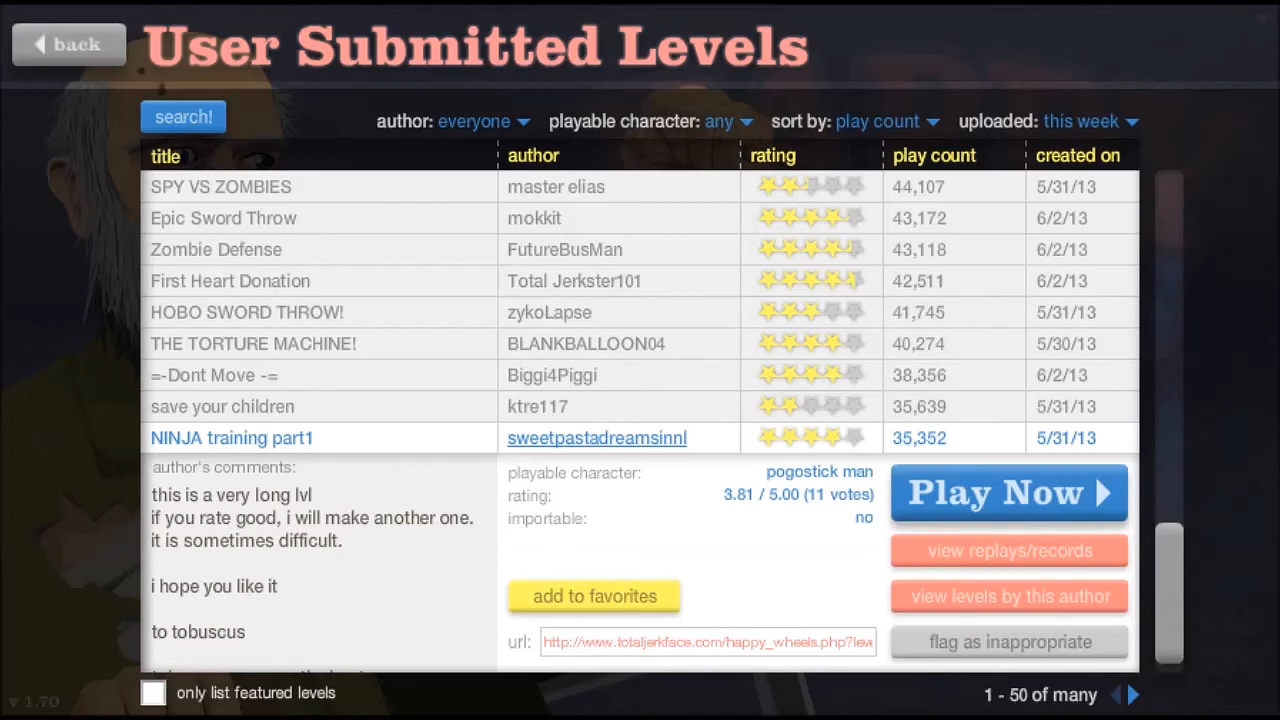 back
User Submitted Levels
search!
author: everyone playable character: any sort by: play count uploaded: this week
title author rating play count created on
SPY VS ZOMBIES master elias 44,107 5/31/13
Epic Sword Throw mokkit 43,172 6/2/13
Zombie Defense FutureBusMan 43,118 6/2/13
First Heart Donation Total Jerkster101 42,511 6/2/13
HOBO SWORD THROW! zykoLapse 41,745 5/31/13
THE TORTURE MACHINE! BLANKBALLOON04 40,274 5/30/13
=-Dont Move -= Biggi4Piggi 38,356 6/2/13
save your children ktre117 35,639 5/31/13
NINJA training part1 sweetpastadreamsinnl 35,352 5/31/13
author's comments:
this is a very long lvl
if you rate good, i will make another one.
it is sometimes difficult.
i hope you like it
to tobuscus
playable character: pogostick man
rating: 3.81 / 5.00 (11 votes)
importable: no
add to favorites
url: http://www.totaljerkface.com/happy_wheels.php?leve
Play Now
view replays/records
view levels by this author
flag as inappropriate
only list featured levels
1 - 50 of many
v 1.70